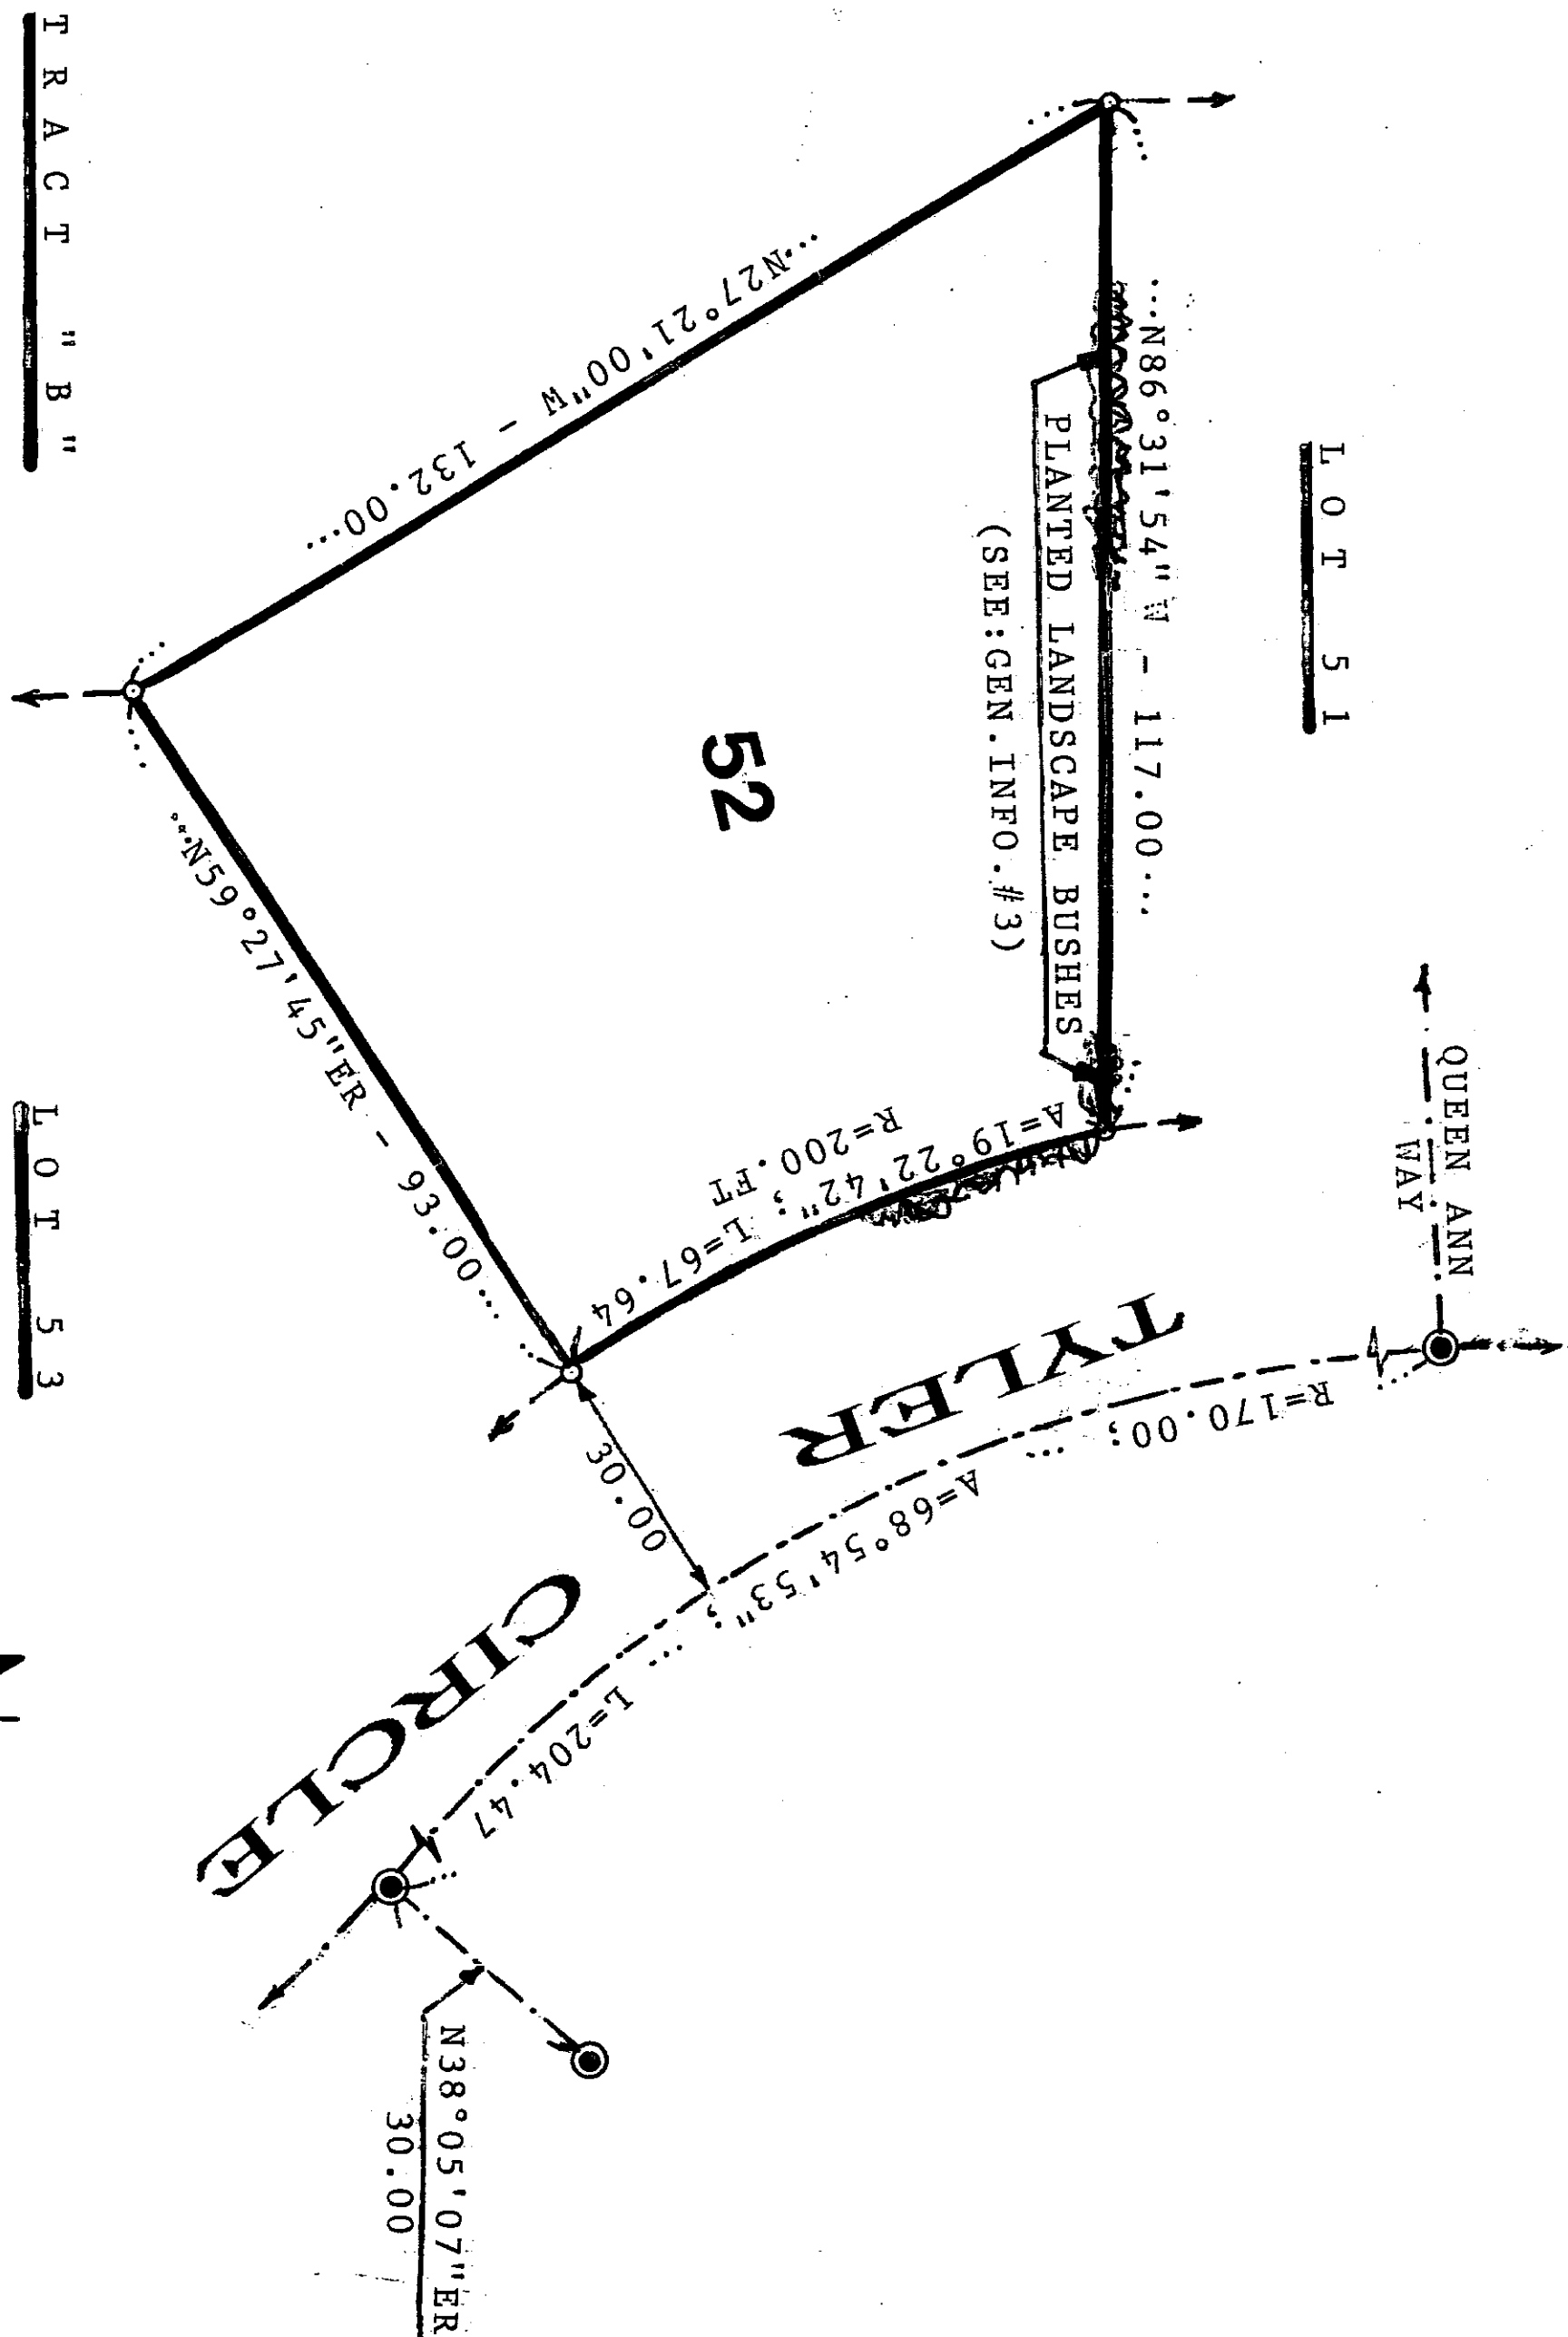 LOT 51
...N86°31'54"W - 117.00...
PLANTED LANDSCAPE BUSHES
(SEE:GEN.INFO.#3)
QUEEN ANN
WAY
...N27°21'00"W - 132.00...
52
A=19°22'42"; L=67.64
R=200.FT
TYLER
CIRCLE
R=170.00; ... A=68°54'53"; ... L=204.47
30.00
...N59°27'45"ER - 93.00...
N38°05'07"ER
30.00
TRACT "B"
LOT 53